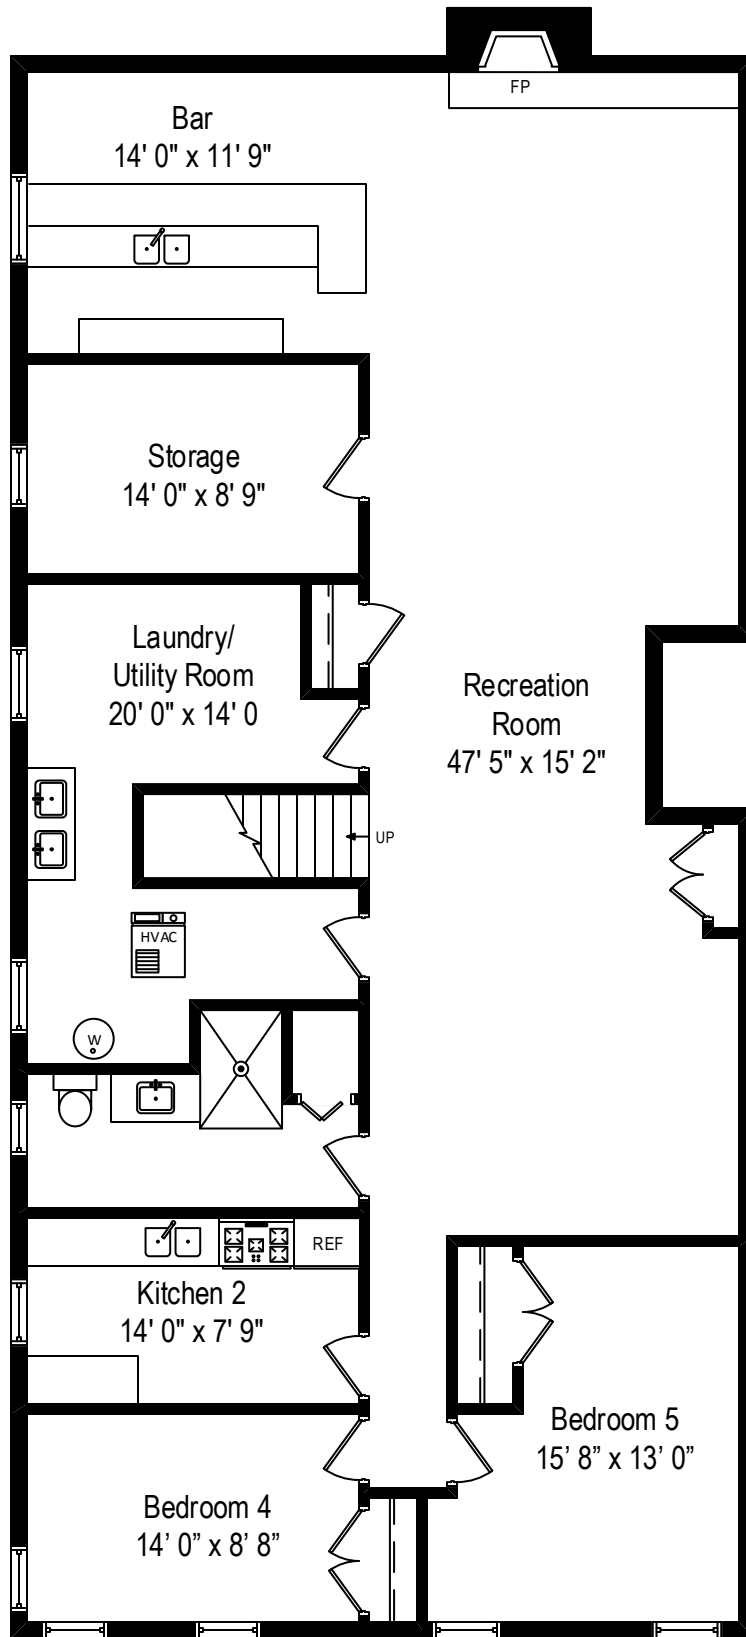 FP
Bar
14' 0" x 11' 9"
Storage
14' 0" x 8' 9"
Laundry/
Utility Room
20' 0" x 14' 0
Recreation
Room
47' 5" x 15' 2"
UP
HVAC
W
REF
Kitchen 2
14' 0" x 7' 9"
Bedroom 5
15’ 8” x 13’ 0”
Bedroom 4
14’ 0” x 8’ 8”